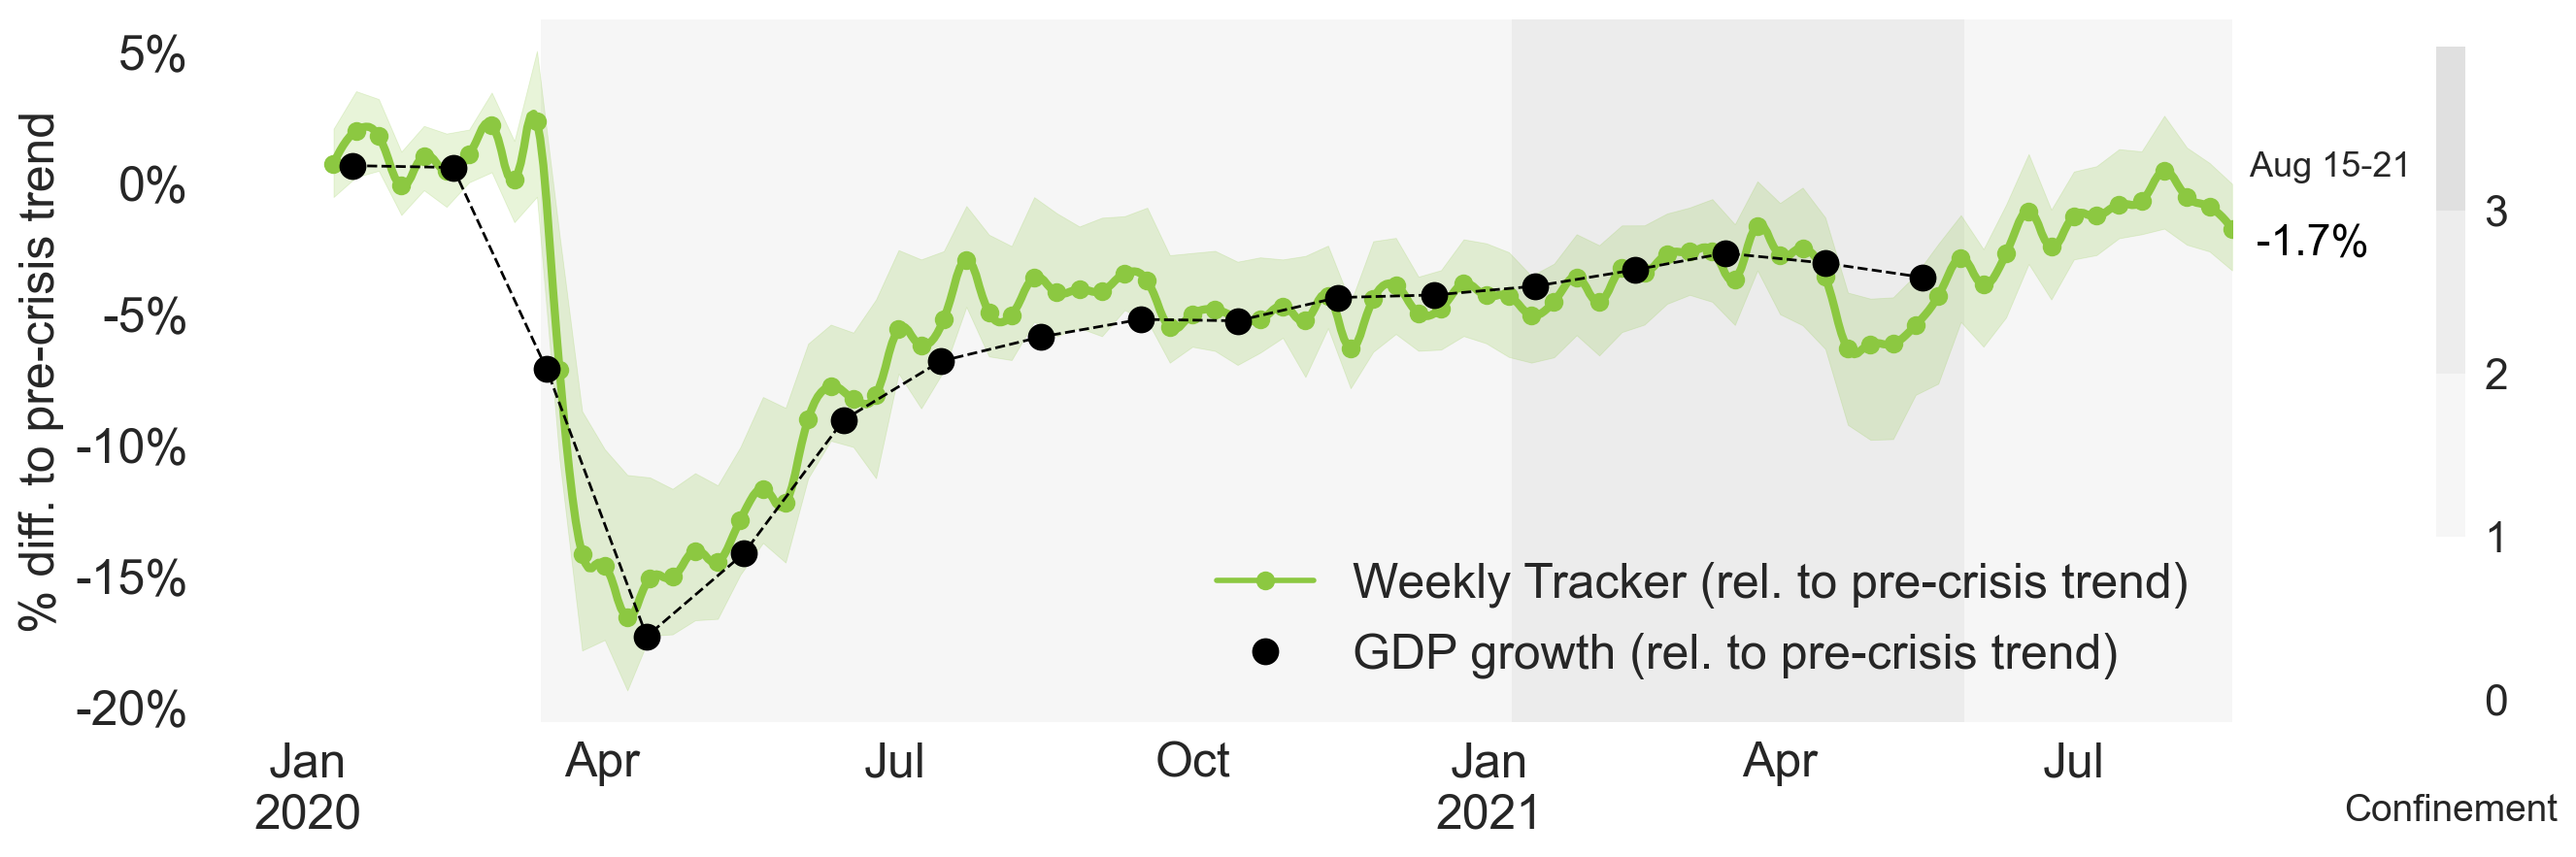 % diff. to pre-crisis trend
5%
0%
-5%
-10%
-15%
-20%
Jan
2020
Apr
Jul
Oct
Jan
2021
Apr
Jul
Weekly Tracker (rel. to pre-crisis trend)
GDP growth (rel. to pre-crisis trend)
Aug 15-21
-1.7%
3
2
1
0
Confinement